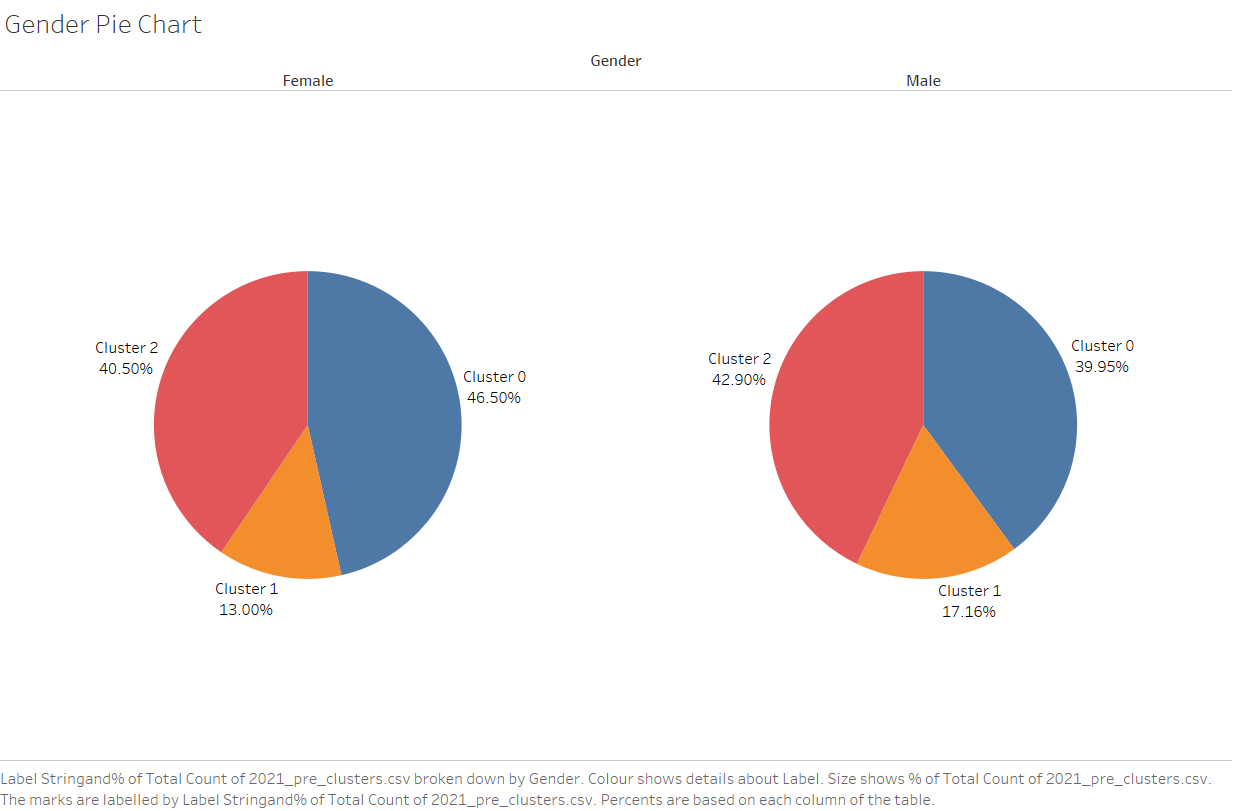 Gender Pie Chart
Gender
Female
Male
Cluster 2
40.50%
Cluster 0
46.50%
Cluster 1
13.00%
Cluster 2
42.90%
Cluster 0
39.95%
Cluster 1
17.16%
Label Stringand% of Total Count of 2021_pre_clusters.csv broken down by Gender. Colour shows details about Label. Size shows % of Total Count of 2021_pre_clusters.csv.
The marks are labelled by Label Stringand% of Total Count of 2021_pre_clusters.csv. Percents are based on each column of the table.